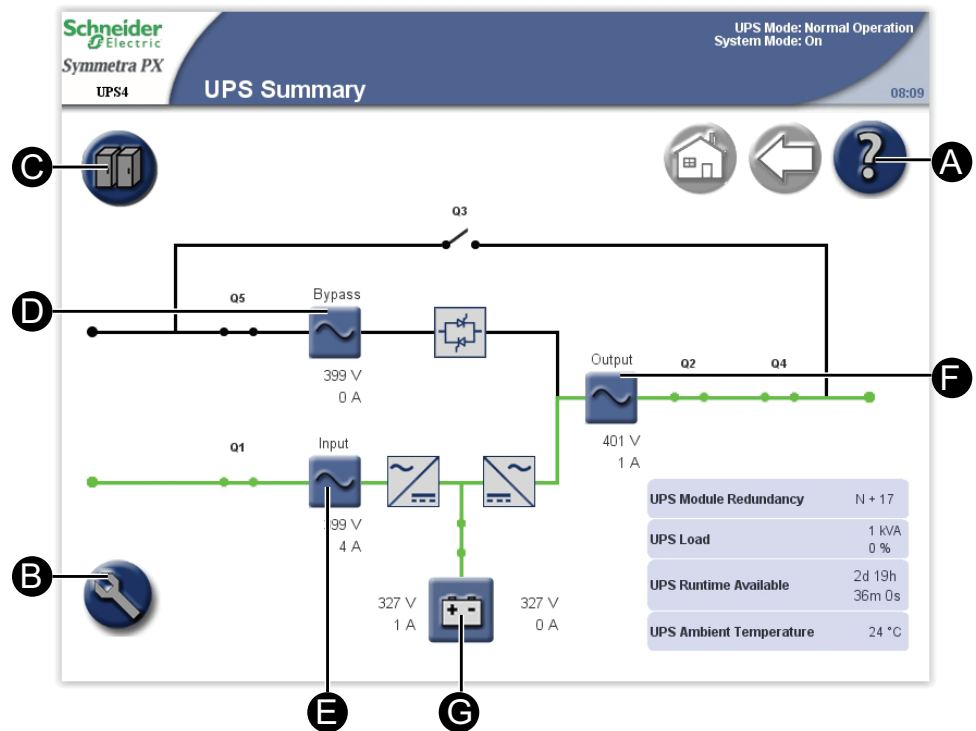 Schneider
Electric
Symmetra PX
UPS4
UPS Summary
UPS Mode: Normal Operation
System Mode: On
08:09
C
A
Q3
D
Q5
Bypass
399 V
0 A
Output
Q2
Q4
F
401 V
1 A
Q1
Input
399 V
4 A
UPS Module Redundancy N + 17
UPS Load 1 kVA
0 %
UPS Runtime Available 2d 19h
36m 0s
UPS Ambient Temperature 24 °C
B
327 V
1 A
327 V
0 A
E
G